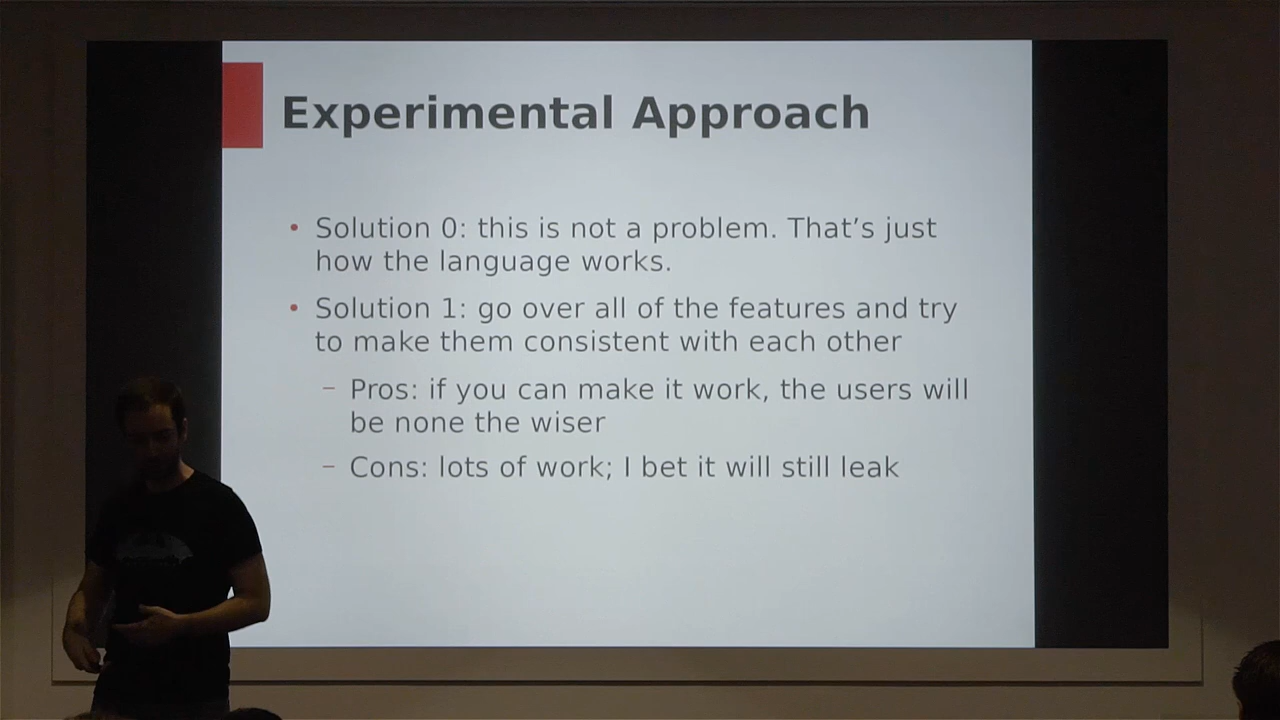 Experimental Approach
• Solution 0: this is not a problem. That’s just
how the language works.
• Solution 1: go over all of the features and try
to make them consistent with each other
– Pros: if you can make it work, the users will
be none the wiser
– Cons: lots of work; I bet it will still leak